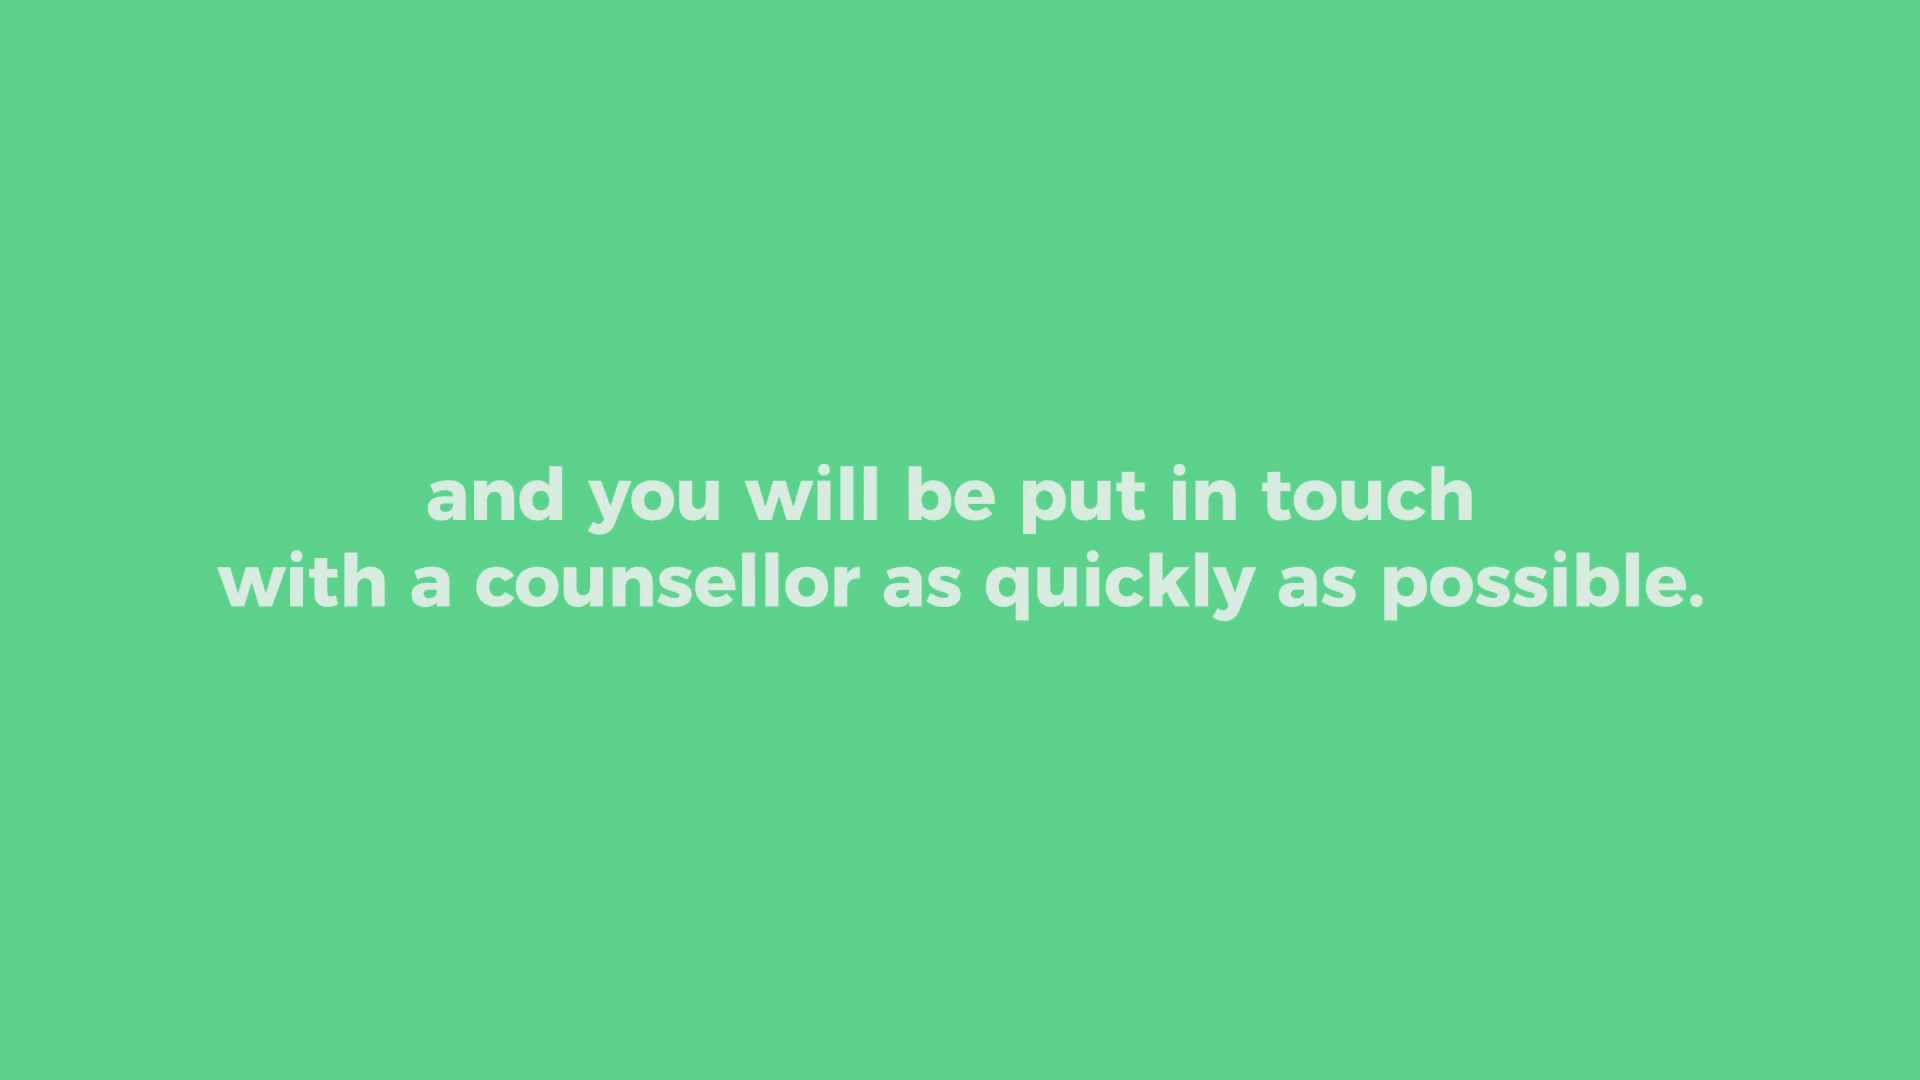 and you will be put in touch
with a counsellor as quickly as possible.